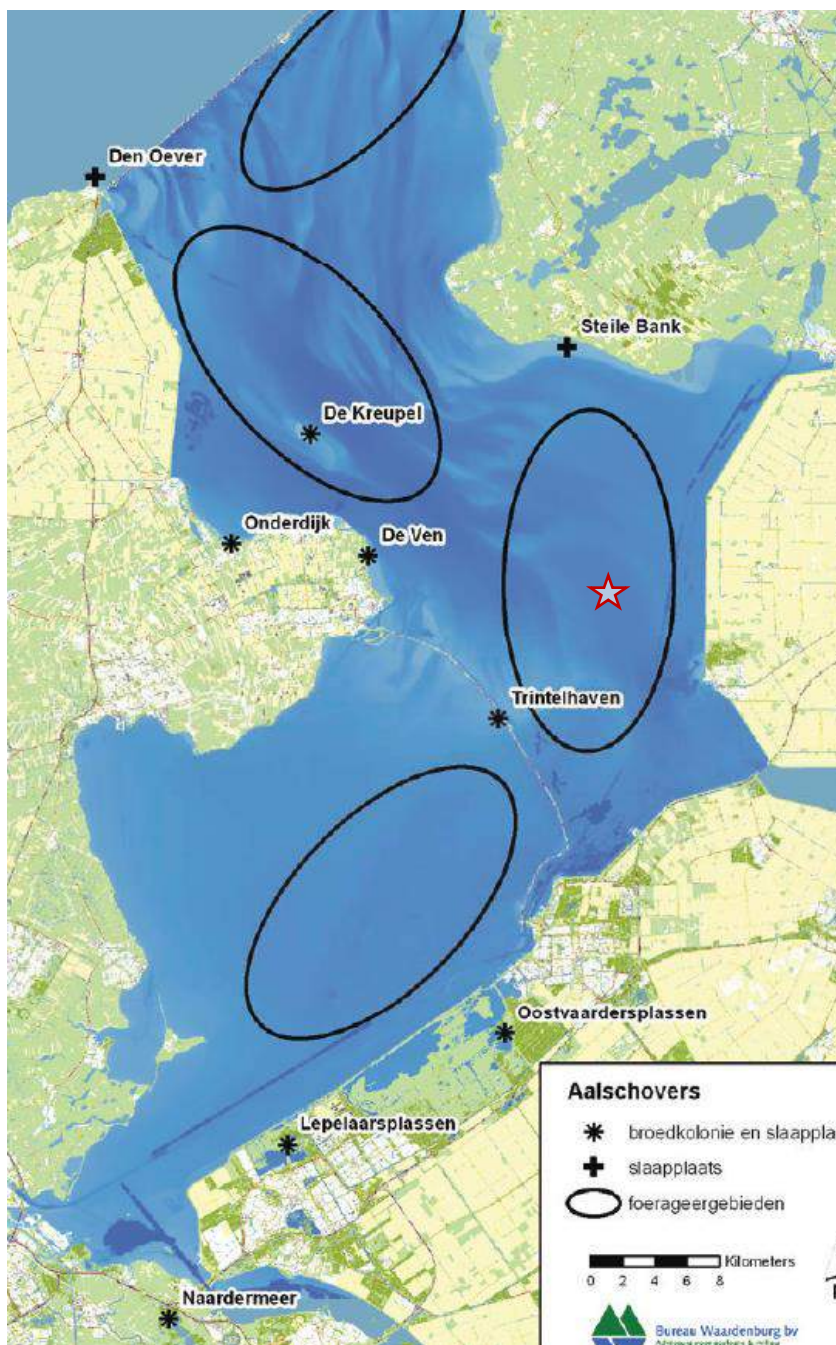 Den Oever
Steile Bank
De Kreupel
Onderdijk
De Ven
Trintelhaven
Oostvaardersplassen
Lepelaarsplassen
Naardermeer
Aalschovers
broedkolonie en slaappla
slaapplaats
foerageergebieden
Kilometers
0 2 4 6 8
Bureau Waardenburg bv